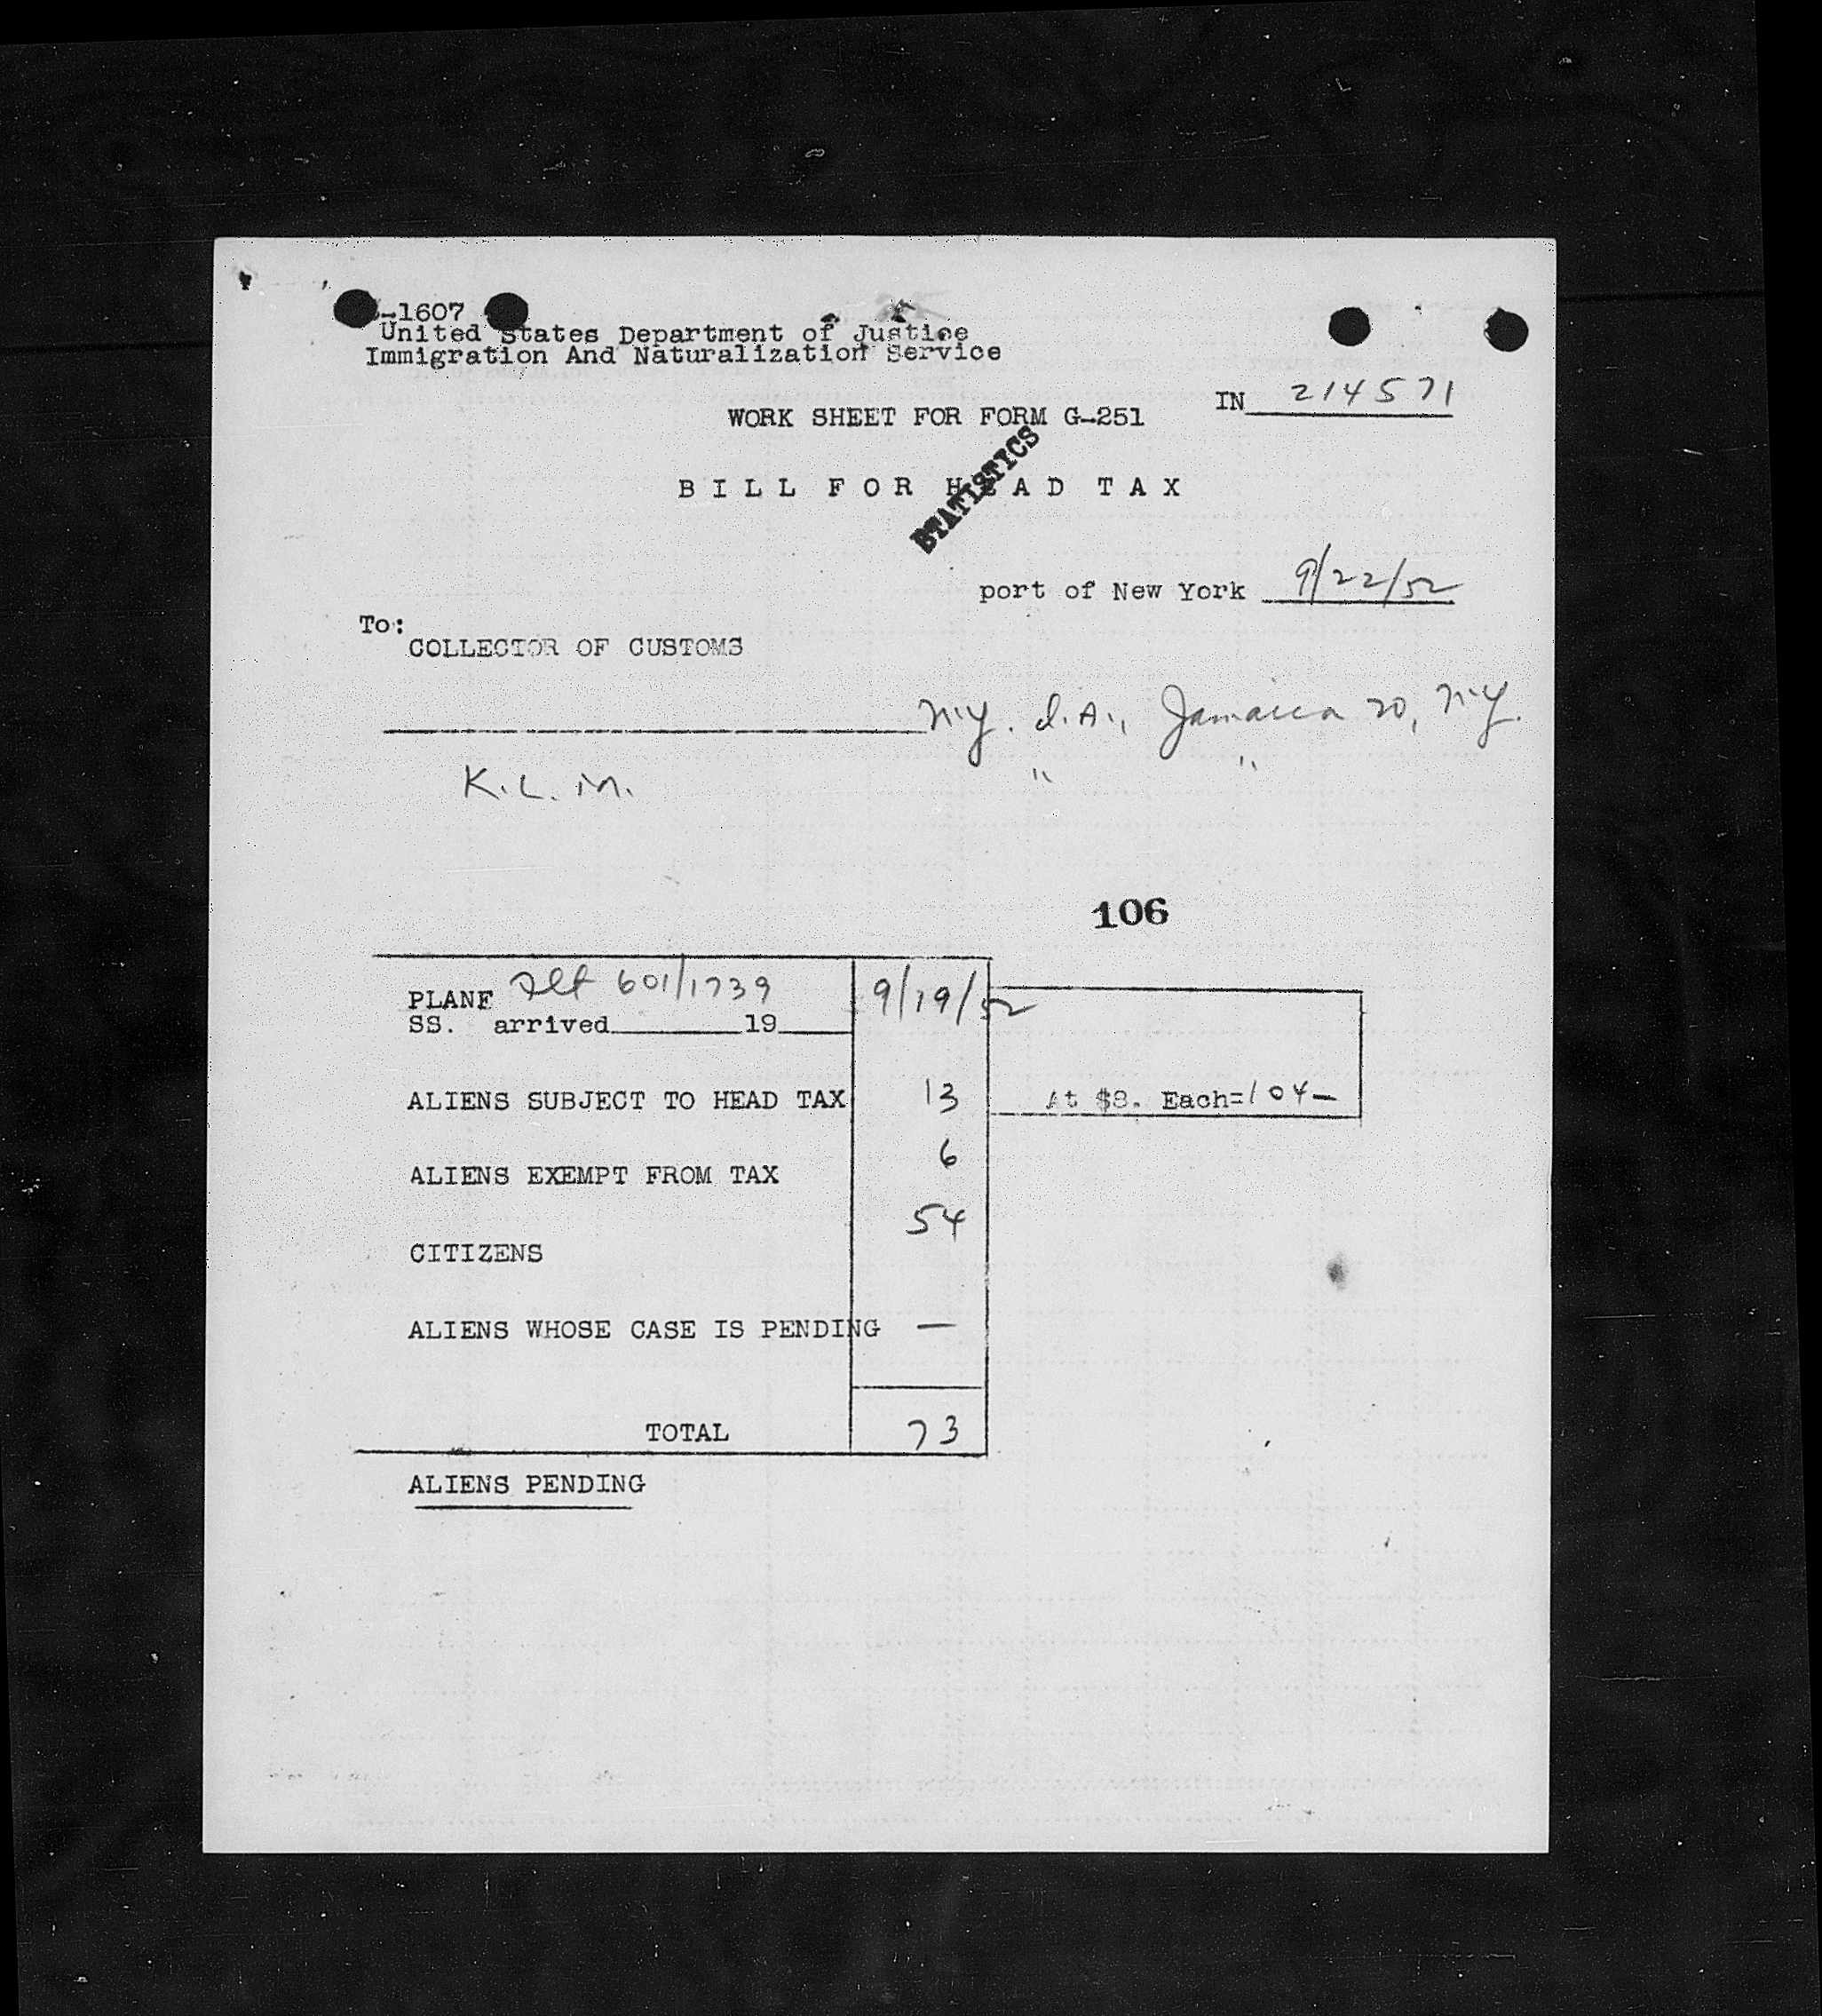 -1607
United States Department of Justice
Immigration And Naturalization Service
IN 214571
WORK SHEET FOR FORM G-251
STATISTICS
BILL FOR HEAD TAX
port of New York 9/22/52
To:
COLLECTOR OF CUSTOMS
N.Y. I.A., Jamaica 20, N.Y.
K.L.M. " "
106
PLANE Flt 601/1739 9/19/52
SS. arrived 19
ALIENS SUBJECT TO HEAD TAX 13 At $8. Each=104-
ALIENS EXEMPT FROM TAX 6
CITIZENS 54
ALIENS WHOSE CASE IS PENDING —
TOTAL 73
ALIENS PENDING